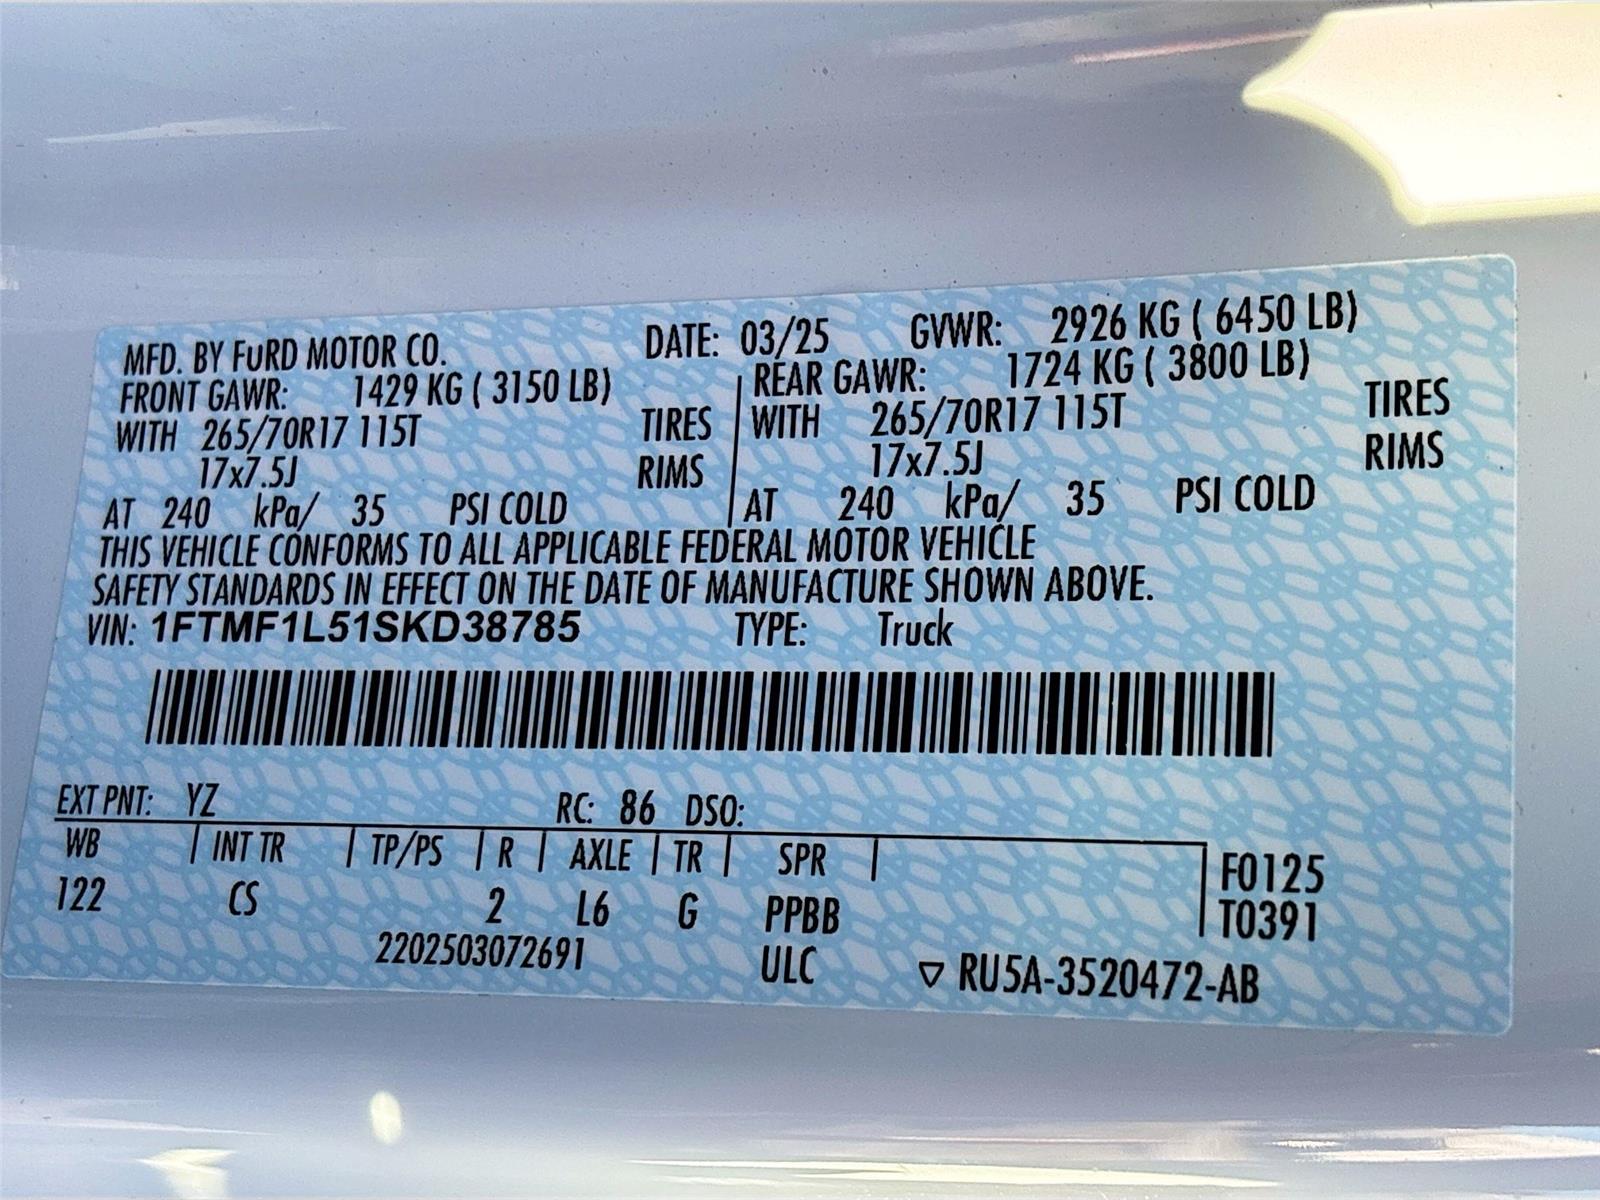 MFD. BY FuRD MOTOR CO. DATE: 03/25 GVWR: 2926 KG ( 6450 LB)
FRONT GAWR: 1429 KG ( 3150 LB) REAR GAWR: 1724 KG ( 3800 LB)
WITH 265/70R17 115T TIRES WITH 265/70R17 115T TIRES
17x7.5J RIMS 17x7.5J RIMS
AT 240 kPa/ 35 PSI COLD AT 240 kPa/ 35 PSI COLD
THIS VEHICLE CONFORMS TO ALL APPLICABLE FEDERAL MOTOR VEHICLE
SAFETY STANDARDS IN EFFECT ON THE DATE OF MANUFACTURE SHOWN ABOVE.
VIN: 1FTMF1L51SKD38785 TYPE: Truck
EXT PNT: YZ RC: 86 DSO:
WB INT TR TP/PS R AXLE TR SPR F0125
122 CS 2 L6 G PPBB T0391
2202503072691 ULC ▽ RU5A-3520472-AB